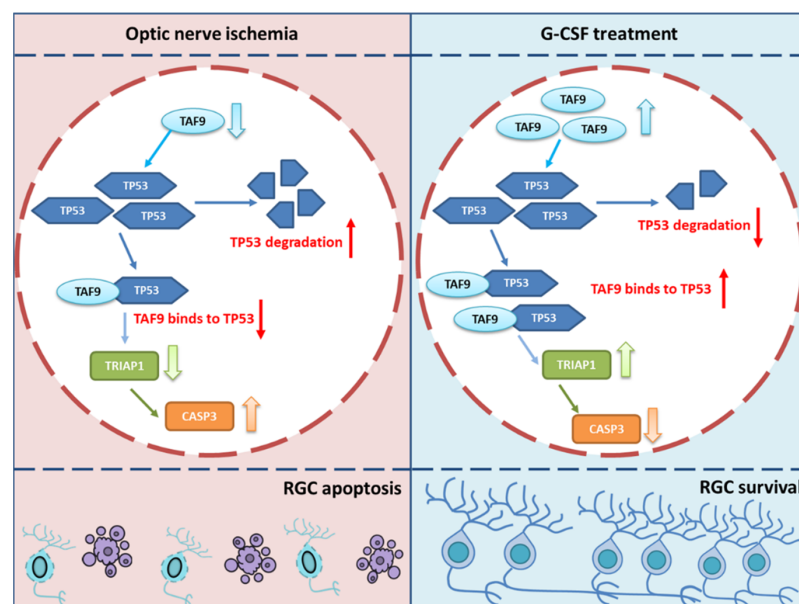 Optic nerve ischemia
TAF9
TP53
TP53
TP53
TP53 degradation
TAF9
TP53
TAF9 binds to TP53
TRIAP1
CASP3
RGC apoptosis
G-CSF treatment
TAF9
TAF9
TAF9
TP53
TP53
TP53
TP53 degradation
TAF9
TP53
TAF9 binds to TP53
TAF9
TP53
TRIAP1
CASP3
RGC survival